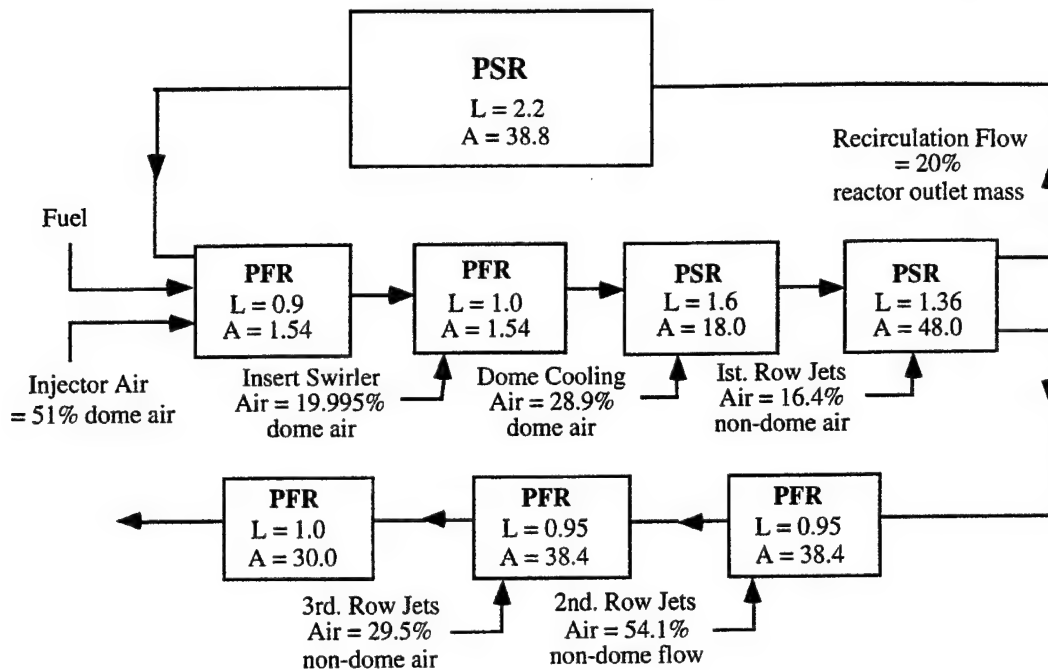 PSR
L = 2.2
A = 38.8
Recirculation Flow
= 20%
reactor outlet mass
Fuel
PFR
L = 0.9
A = 1.54
PFR
L = 1.0
A = 1.54
PSR
L = 1.6
A = 18.0
PSR
L = 1.36
A = 48.0
Injector Air
= 51% dome air
Insert Swirler
Air = 19.995%
dome air
Dome Cooling
Air = 28.9%
dome air
Ist. Row Jets
Air = 16.4%
non-dome air
PFR
L = 1.0
A = 30.0
PFR
L = 0.95
A = 38.4
PFR
L = 0.95
A = 38.4
3rd. Row Jets
Air = 29.5%
non-dome air
2nd. Row Jets
Air = 54.1%
non-dome flow